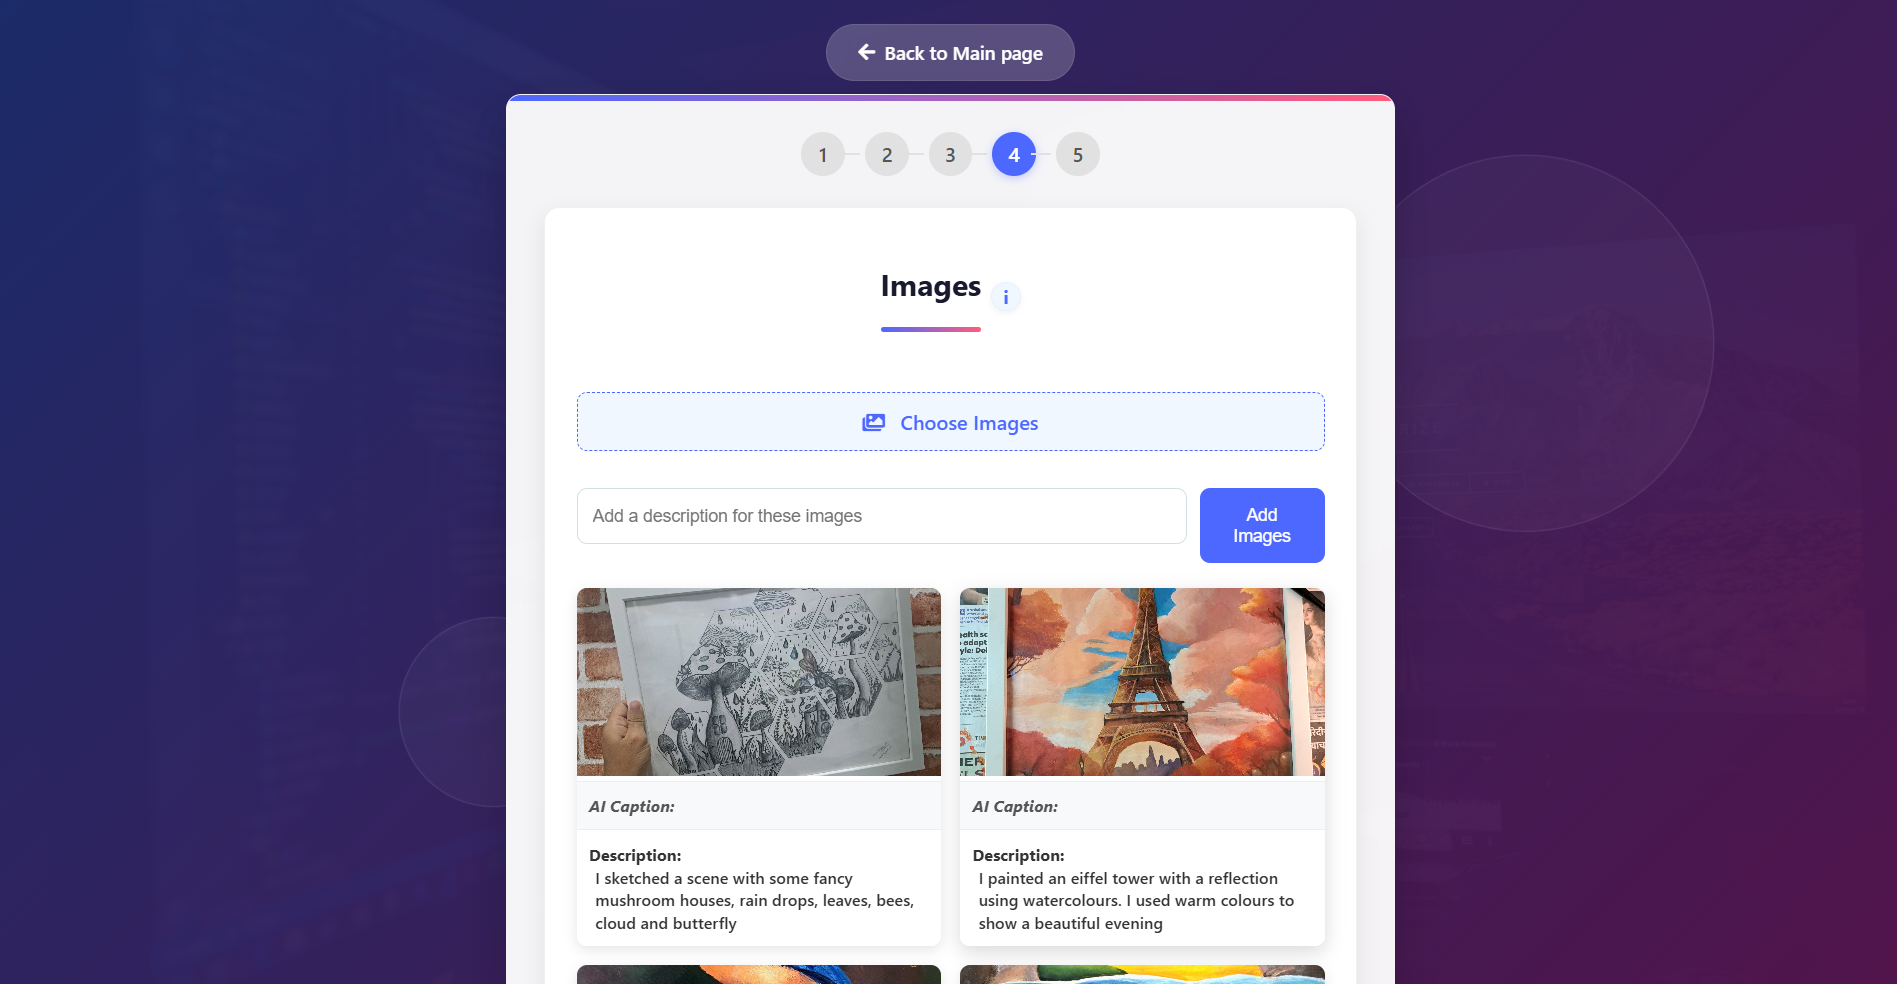 Back to Main page
1 2 3 4 5
Images i
Choose Images
Add a description for these images
Add
Images
AI Caption:
Description:
I sketched a scene with some fancy
mushroom houses, rain drops, leaves, bees,
cloud and butterfly
AI Caption:
Description:
I painted an eiffel tower with a reflection
using watercolours. I used warm colours to
show a beautiful evening